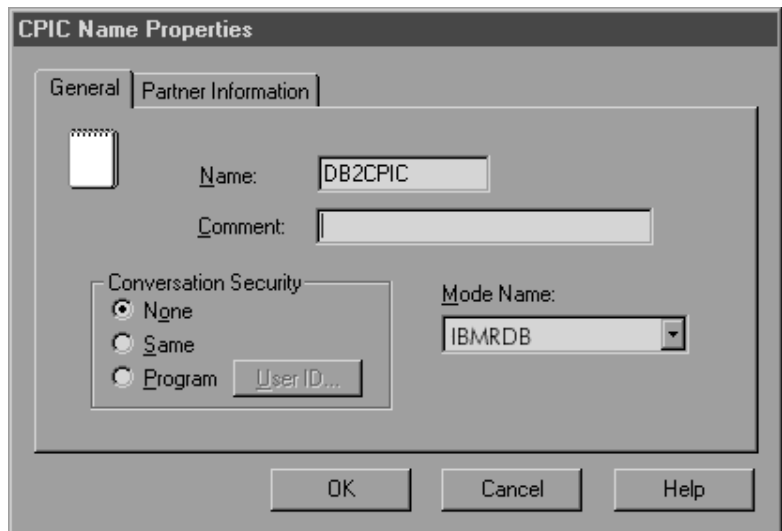 CPIC Name Properties
General Partner Information
Name: DB2CPIC
Comment:
Conversation Security
None
Same
Program User ID...
Mode Name:
IBMRDB
OK Cancel Help